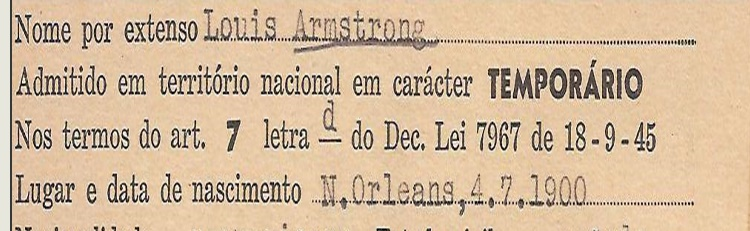 Nome por extenso Louis Armstrong
Admitido em território nacional em carácter TEMPORÁRIO
Nos termos do art. 7 letra d do Dec. Lei 7967 de 18-9-45
Lugar e data de nascimento N.Orleans,4.7.1900